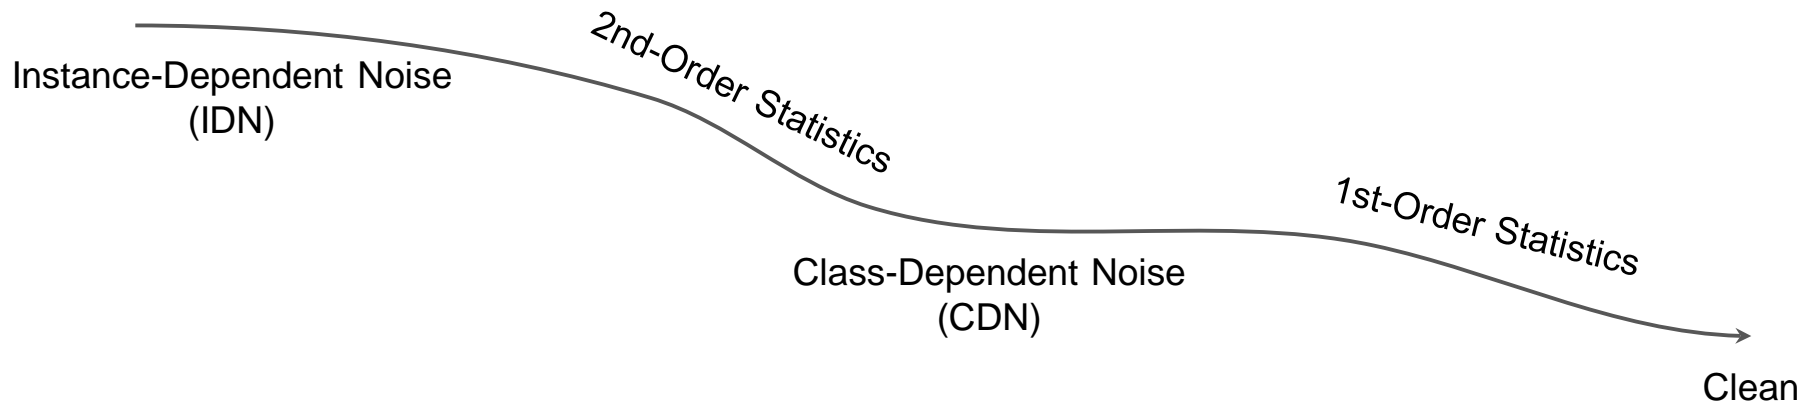 Instance-Dependent Noise
(IDN)
2nd-Order Statistics
Class-Dependent Noise
(CDN)
1st-Order Statistics
Clean